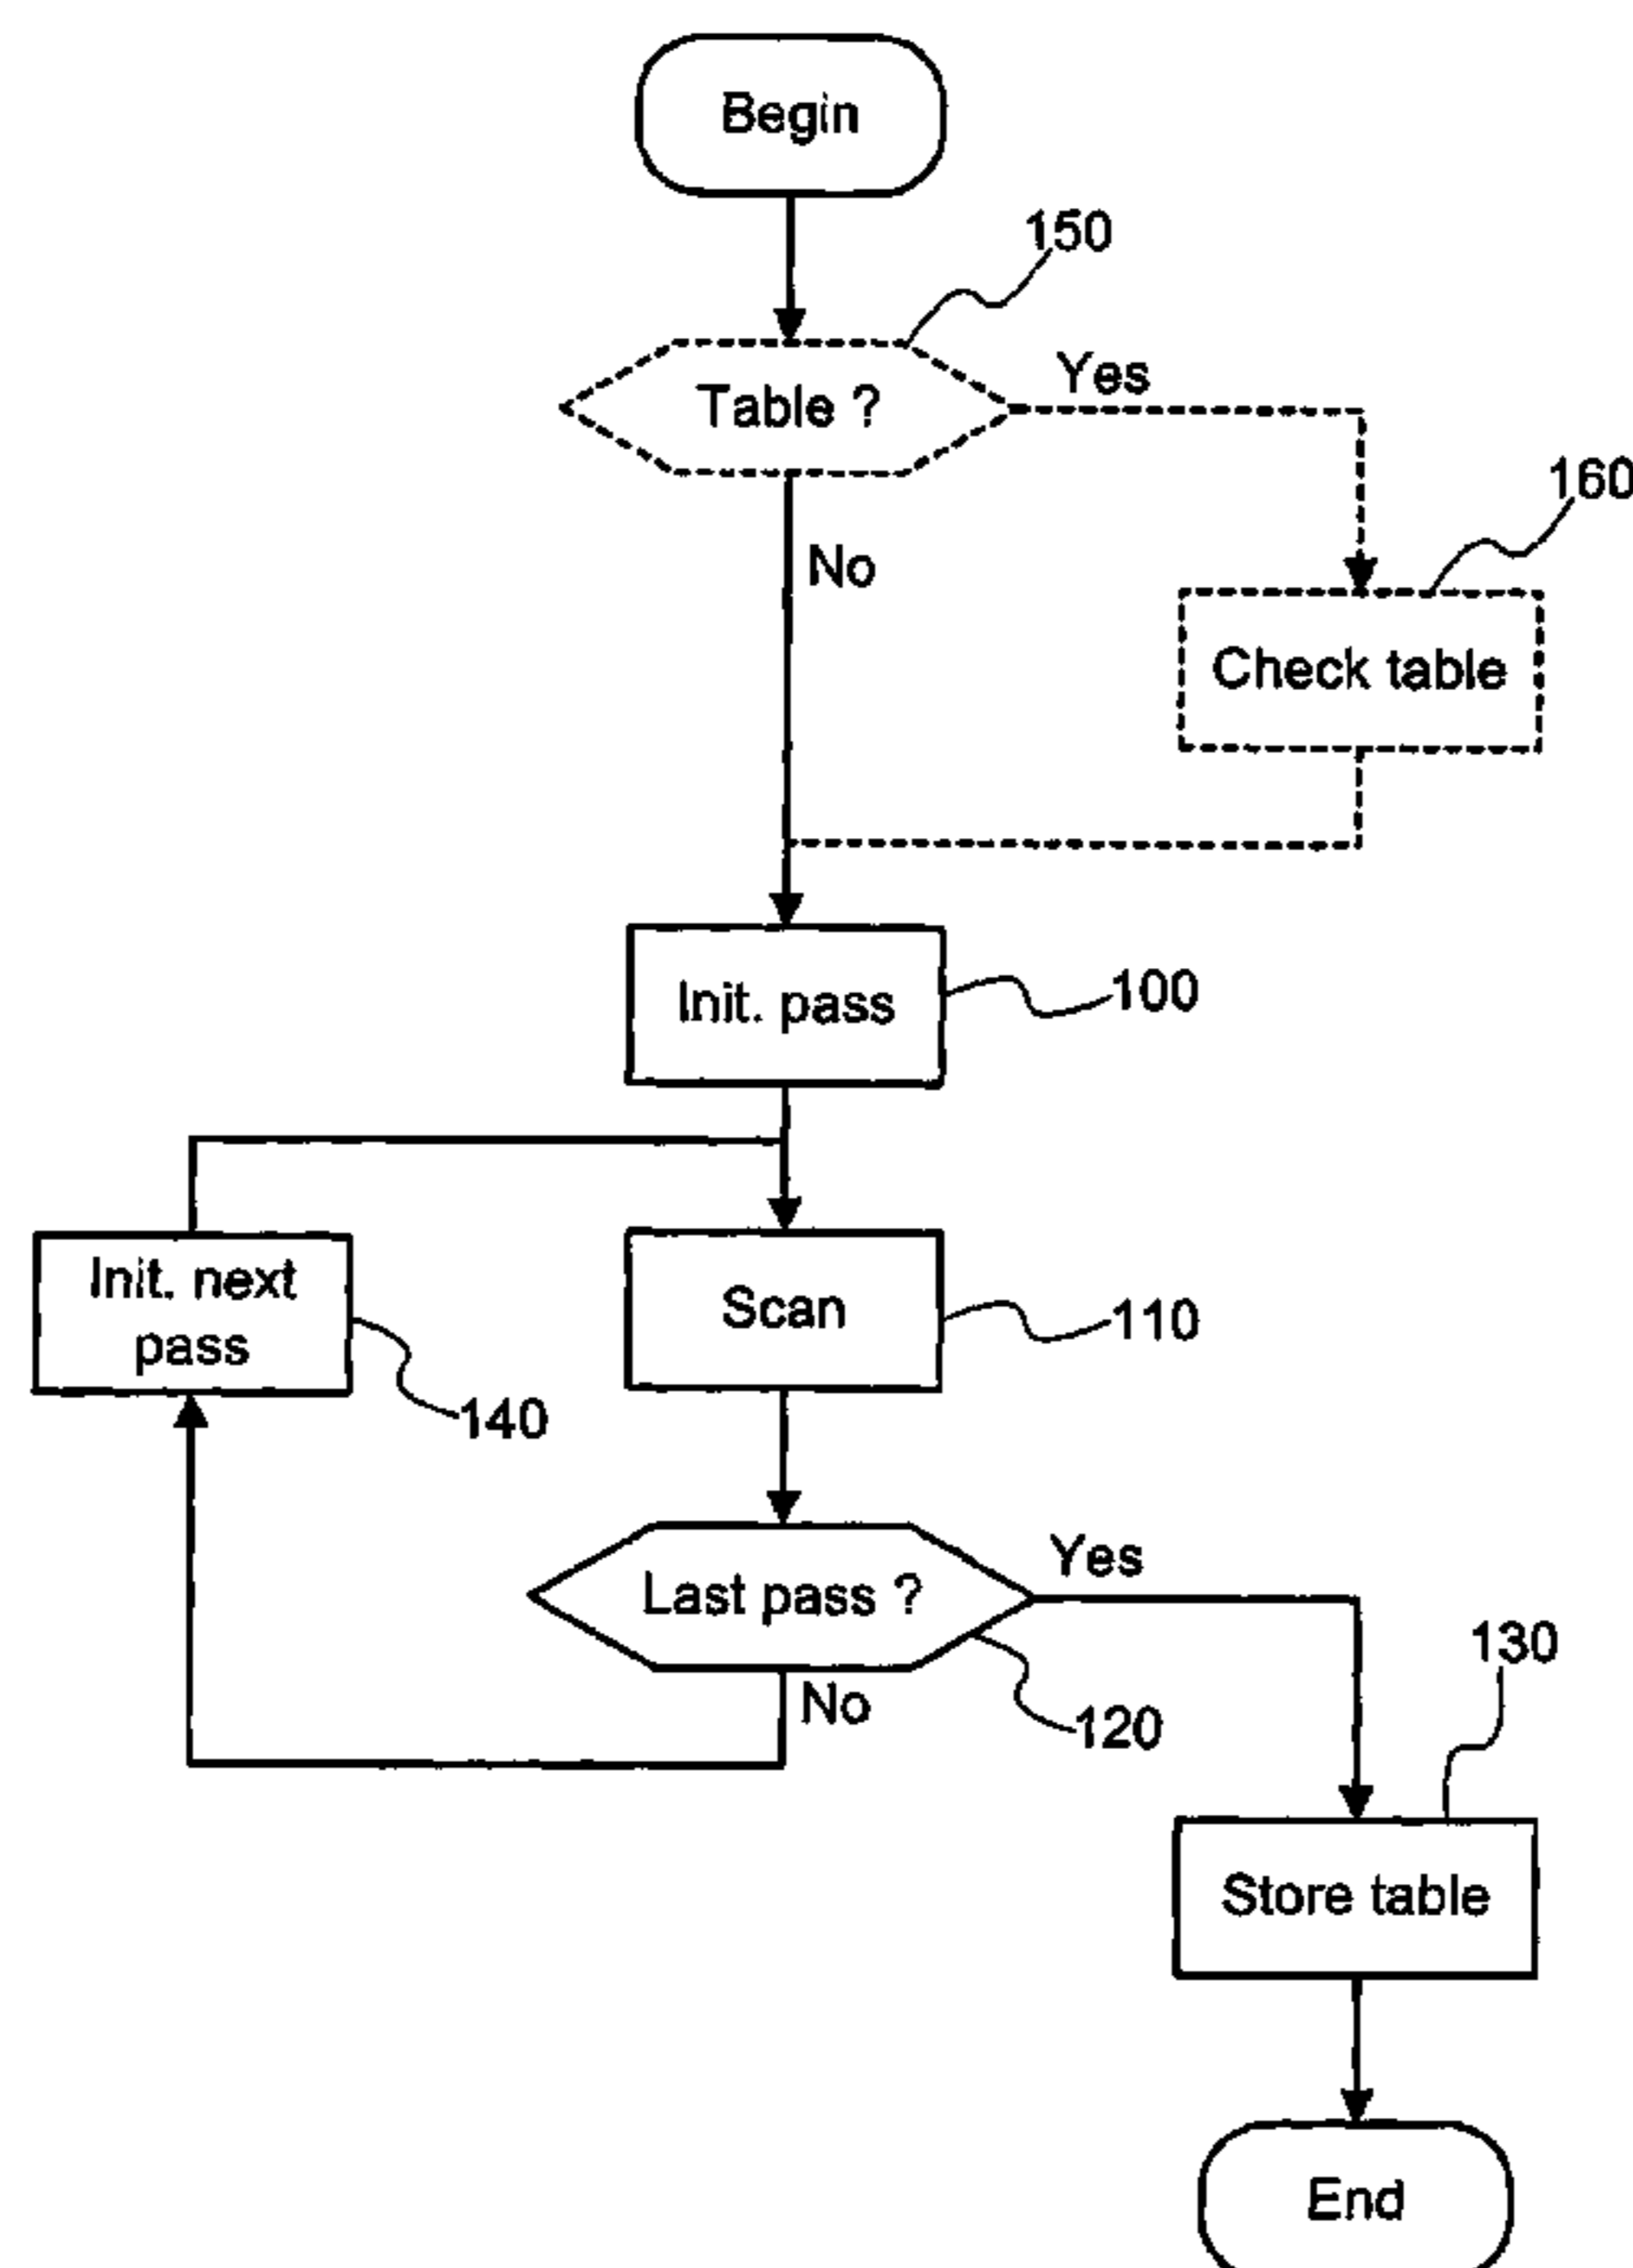 Begin
150
Table ?
Yes
160
No
Check table
Init. pass
100
Init. next
pass
Scan
110
140
Last pass ?
Yes
130
No
120
Store table
End